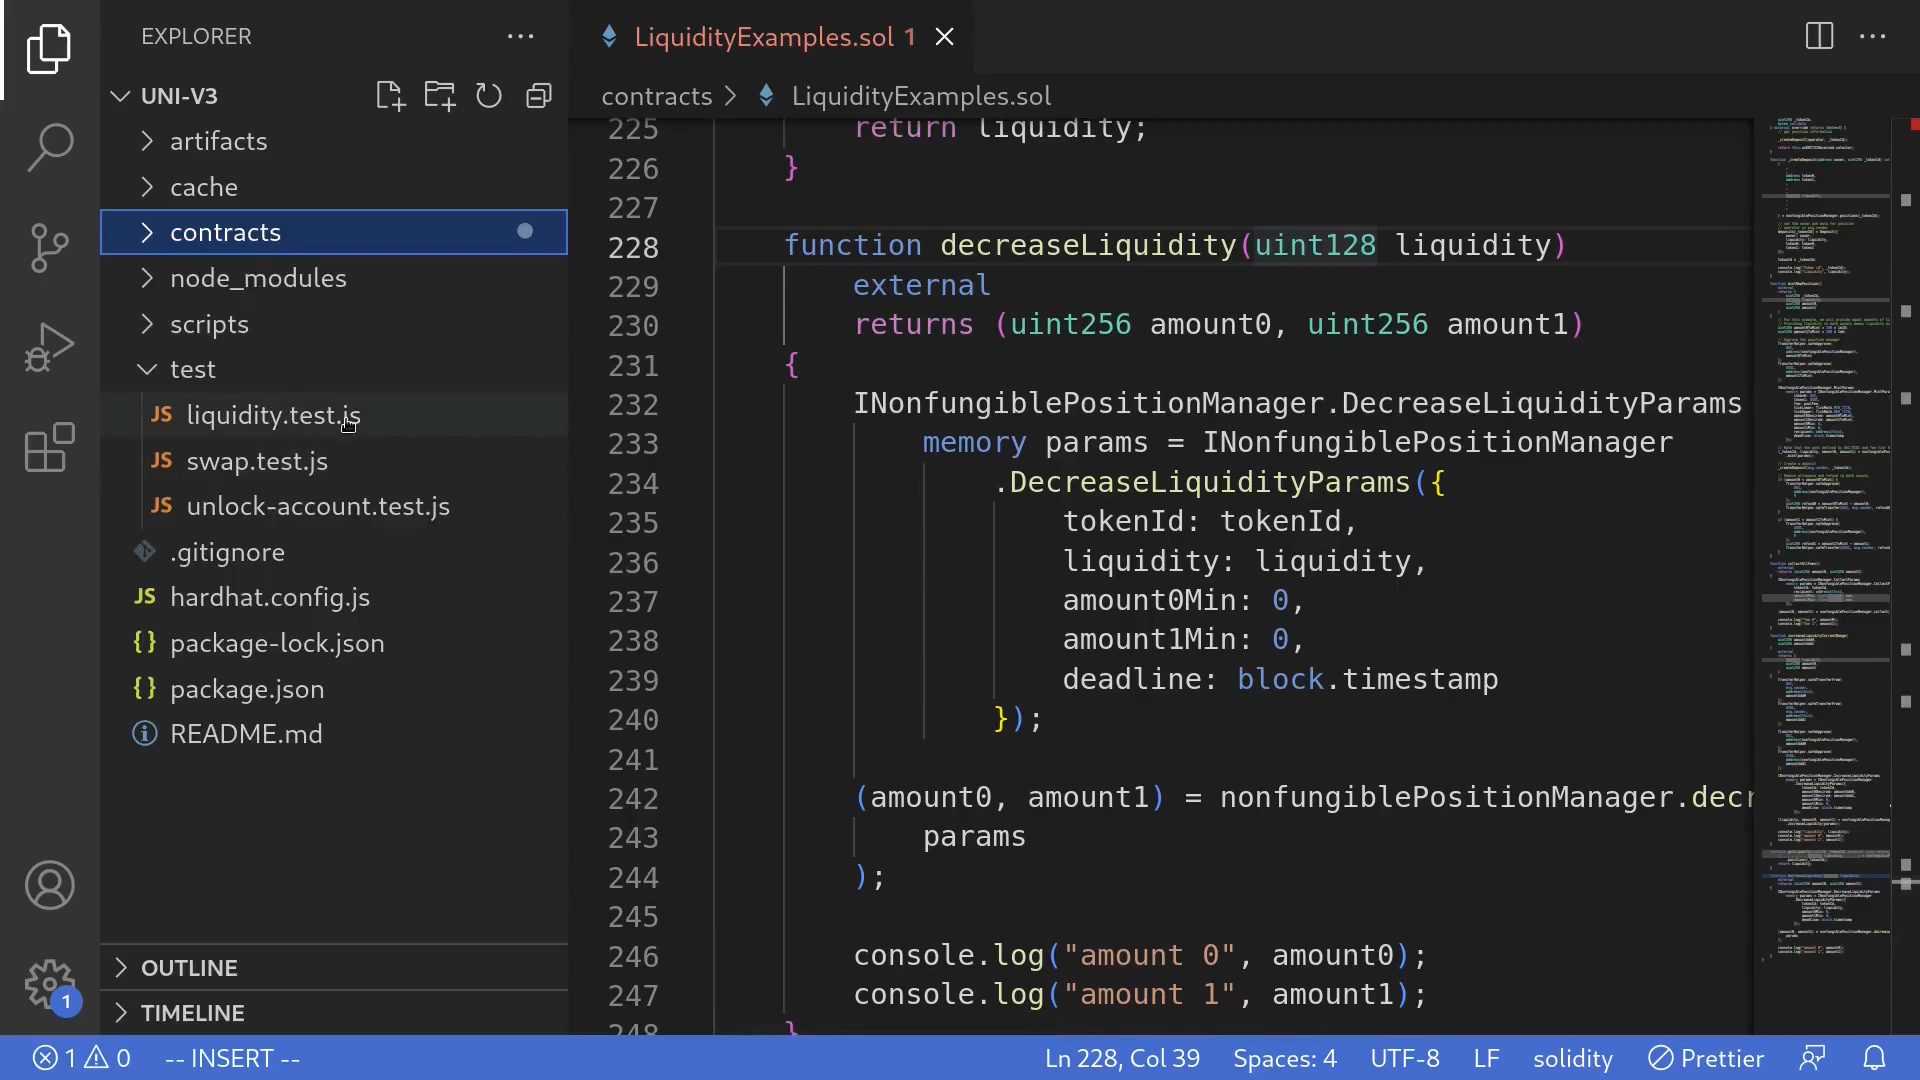 EXPLORER
UNI-V3
artifacts
cache
contracts
node_modules
scripts
test
JS liquidity.test.js
JS swap.test.js
JS unlock-account.test.js
.gitignore
JS hardhat.config.js
{} package-lock.json
{} package.json
README.md
OUTLINE
TIMELINE
1
LiquidityExamples.sol 1
contracts > LiquidityExamples.sol
225 return liquidity;
226 }
227
228 function decreaseLiquidity(uint128 liquidity)
229 external
230 returns (uint256 amount0, uint256 amount1)
231 {
232 INonfungiblePositionManager.DecreaseLiquidityParams
233 memory params = INonfungiblePositionManager
234 .DecreaseLiquidityParams({
235 tokenId: tokenId,
236 liquidity: liquidity,
237 amount0Min: 0,
238 amount1Min: 0,
239 deadline: block.timestamp
240 });
241
242 (amount0, amount1) = nonfungiblePositionManager.decr
243 params
244 );
245
246 console.log("amount 0", amount0);
247 console.log("amount 1", amount1);
248 }
1 0 -- INSERT -- Ln 228, Col 39 Spaces: 4 UTF-8 LF solidity Prettier